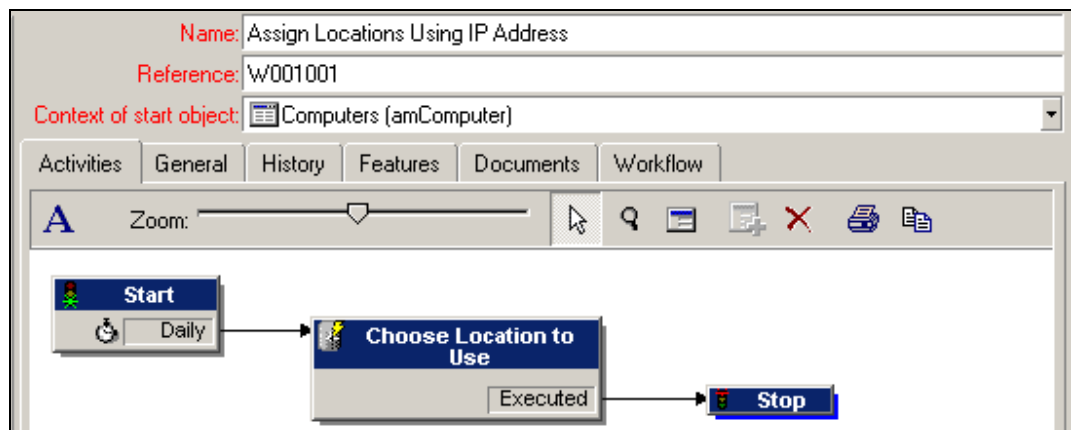 Name: Assign Locations Using IP Address
Reference: W001001
Context of start object: Computers (amComputer)
Activities General History Features Documents Workflow
A Zoom:
Start
Daily
Choose Location to
Use
Executed
Stop